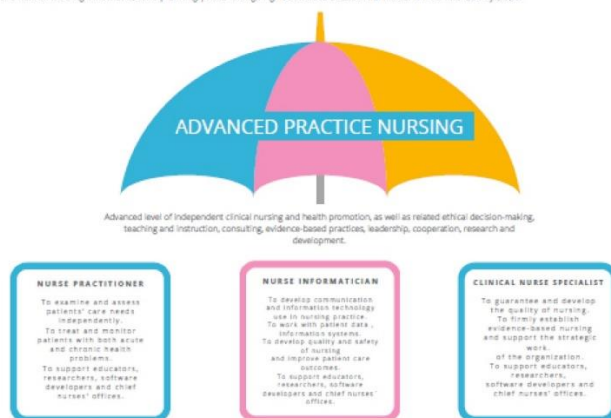 ADVANCED PRACTICE NURSING
Advanced level of independent clinical nursing and health promotion, as well as related ethical decision-making,
teaching and instruction, consulting, evidence-based practices, leadership, cooperation, research and
development.
NURSE PRACTITIONER
To examine and assess
patients' care needs
independently.
To treat and monitor
patients with both acute
and chronic health
problems.
To support educators,
researchers, software
developers and chief
nurses' offices.
NURSE INFORMATICIAN
To develop communication
and information technology
use in nursing practice.
To work with patient data ,
information systems.
To develop quality and safety
of nursing
and improve patient care
outcomes.
To support educators,
researchers, software
developers and chief nurses'
offices.
CLINICAL NURSE SPECIALIST
To guarantee and develop
the quality of nursing.
To firmly establish
evidence-based nursing
and support the strategic
work.
of the organization.
To support educators,
researchers,
software developers and
chief nurses' offices.